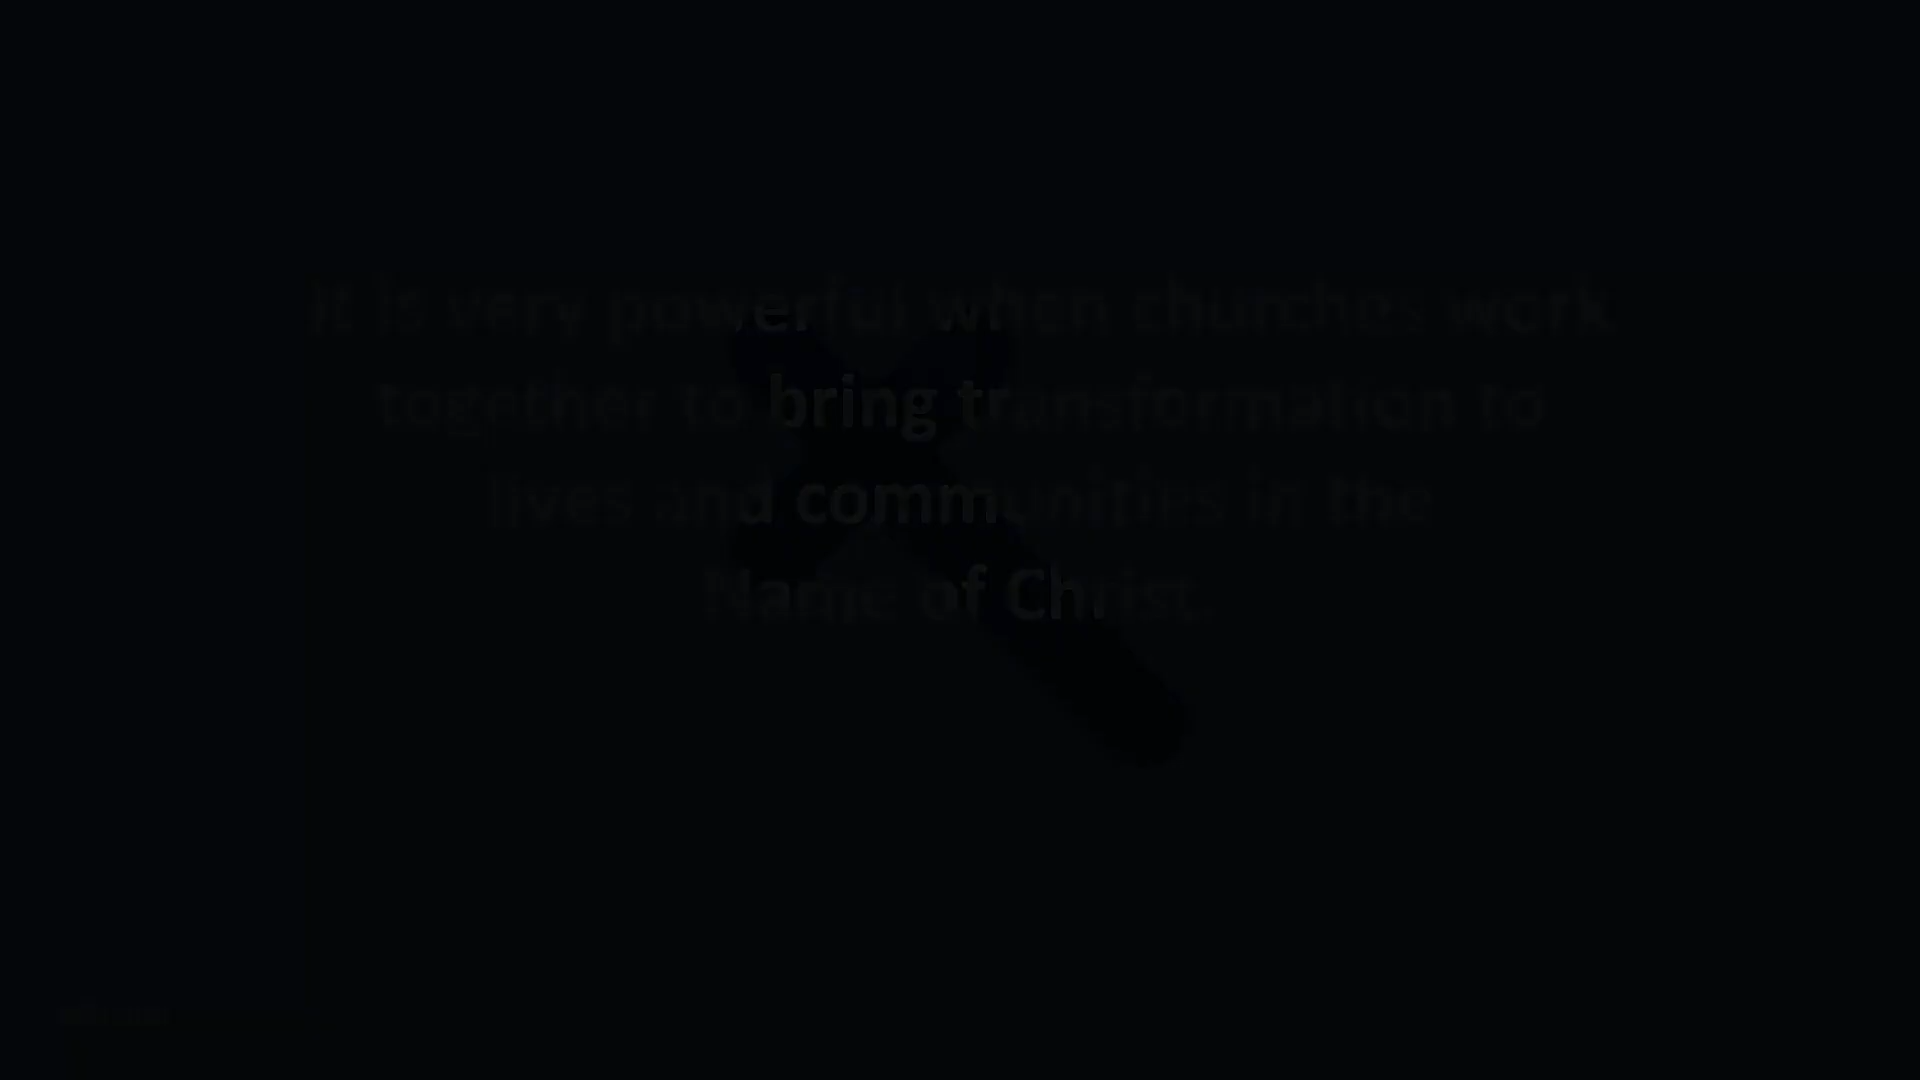 It is very powerful when churches work
together to bring transformation to
lives and communities in the
Name of Christ.